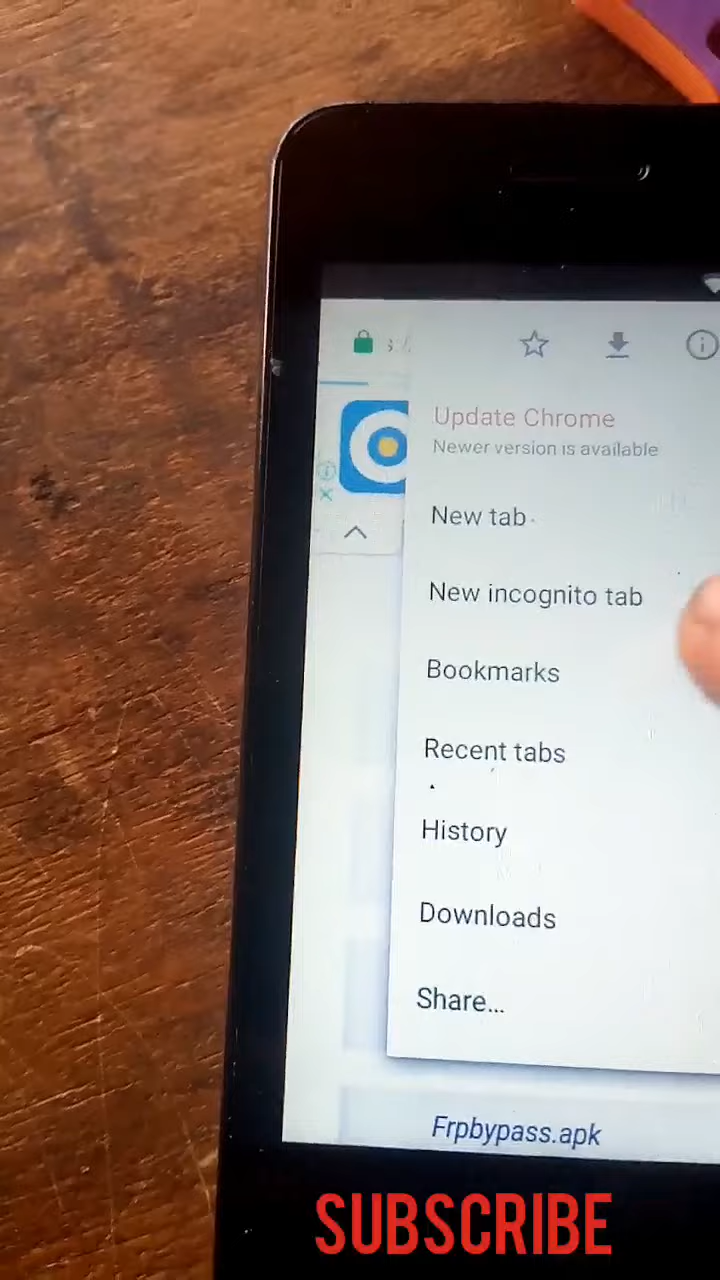 Update Chrome
Newer version is available
New tab
New incognito tab
Bookmarks
Recent tabs
History
Downloads
Share...
Frpbypass.apk
SUBSCRIBE